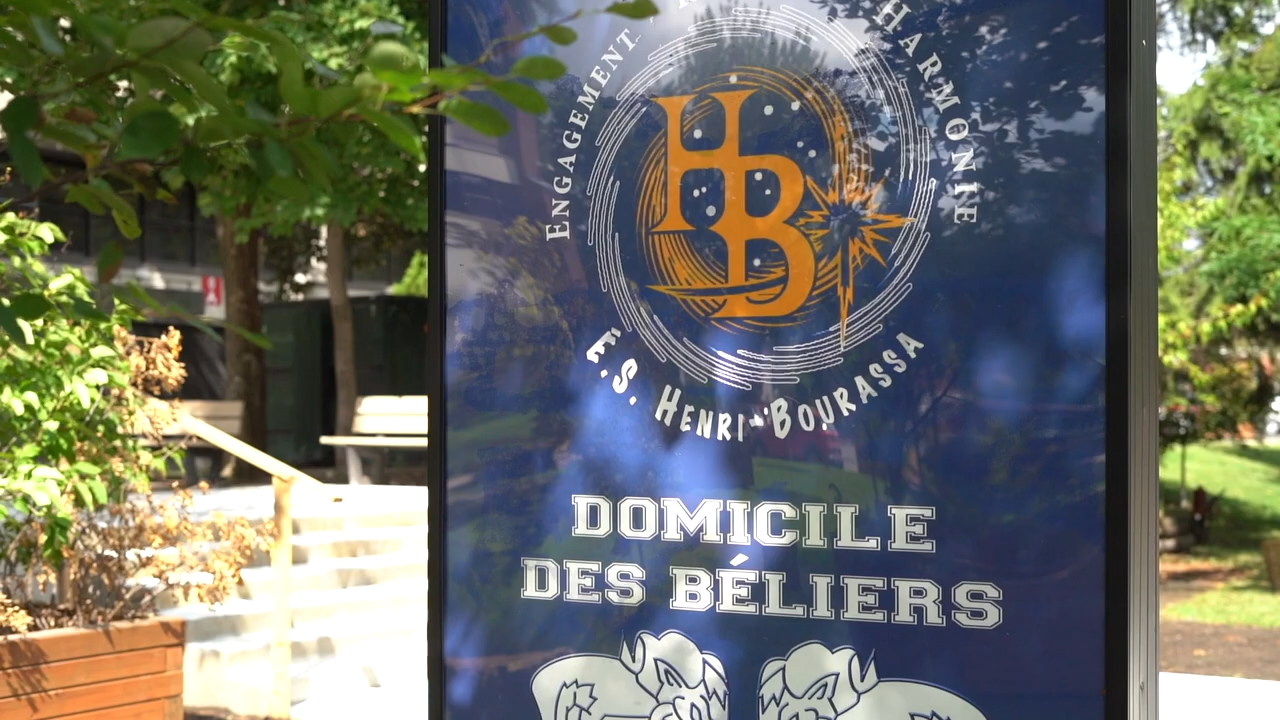 ENGAGEMENT
HARMONIE
HB
E.S. HENRI-BOURASSA
DOMICILE
DES BÉLIERS